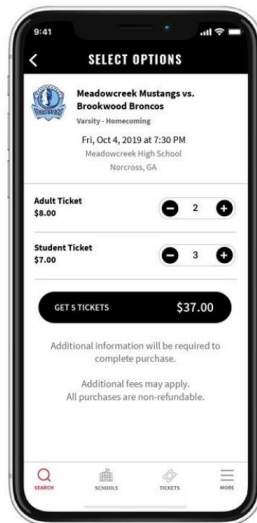 9:41
SELECT OPTIONS
Meadowcreek Mustangs vs.
Brookwood Broncos
Varsity - Homecoming
Fri, Oct 4, 2019 at 7:30 PM
Meadowcreek High School
Norcross, GA
Adult Ticket
$8.00
2
Student Ticket
$7.00
3
GET 5 TICKETS $37.00
Additional information will be required to
complete purchase.
Additional fees may apply.
All purchases are non-refundable.
SEARCH SCHOOLS TICKETS MORE